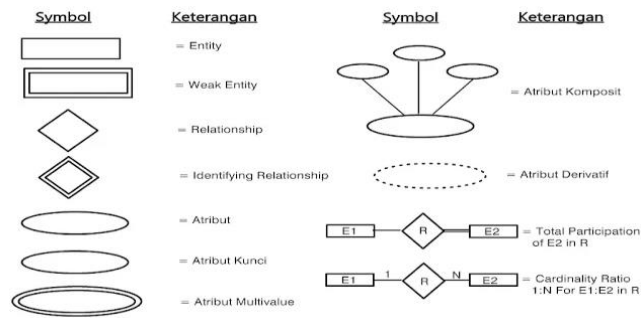 Symbol
Keterangan
= Entity
= Weak Entity
= Relationship
= Identifying Relationship
= Atribut
= Atribut Kunci
= Atribut Multivalue
Symbol
Keterangan
= Atribut Komposit
= Atribut Derivatif
E1 R E2 = Total Participation
of E2 in R
E1 1 R N E2 = Cardinality Ratio
1:N For E1:E2 in R